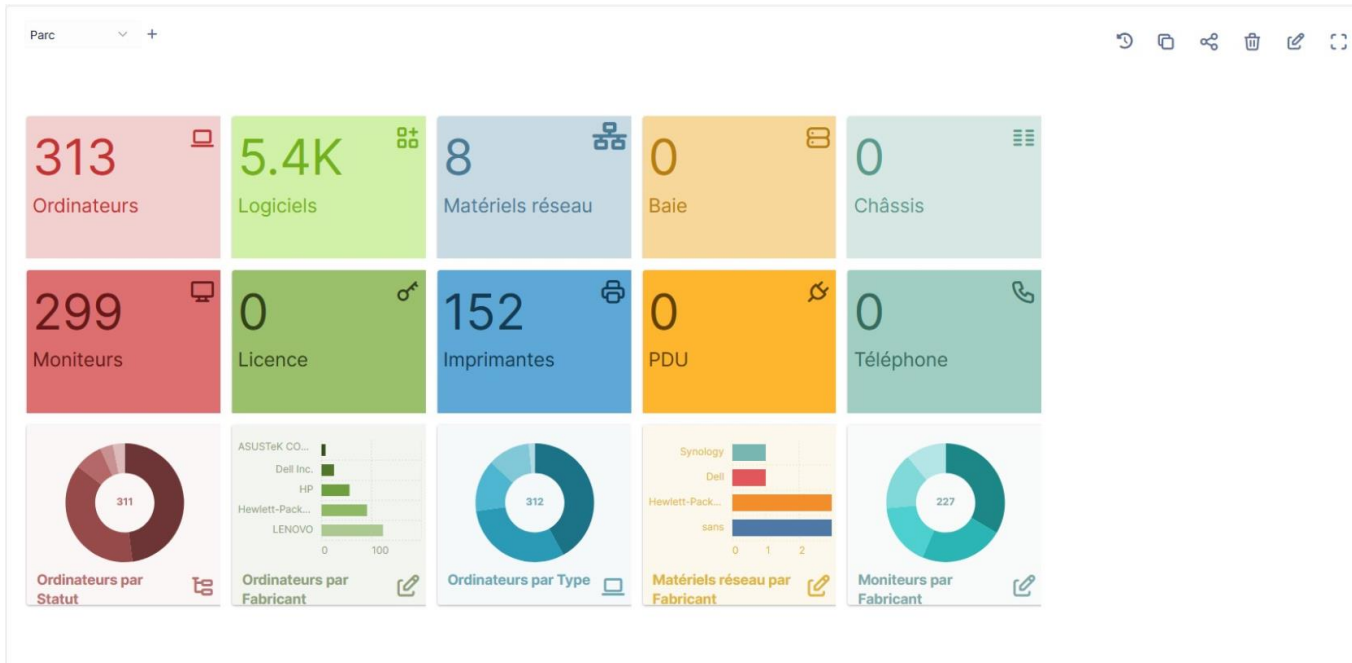 Parc
313
Ordinateurs
5.4K
Logiciels
8
Matériels réseau
0
Baie
0
Châssis
299
Moniteurs
0
Licence
152
Imprimantes
0
PDU
0
Téléphone
311
Ordinateurs par
Statut
ASUSTeK CO...
Dell Inc.
HP
Hewlett-Pack...
LENOVO
0 100
Ordinateurs par
Fabricant
312
Ordinateurs par Type
Synology
Dell
Hewlett-Pack...
sans
0 1 2
Matériels réseau par
Fabricant
227
Moniteurs par
Fabricant